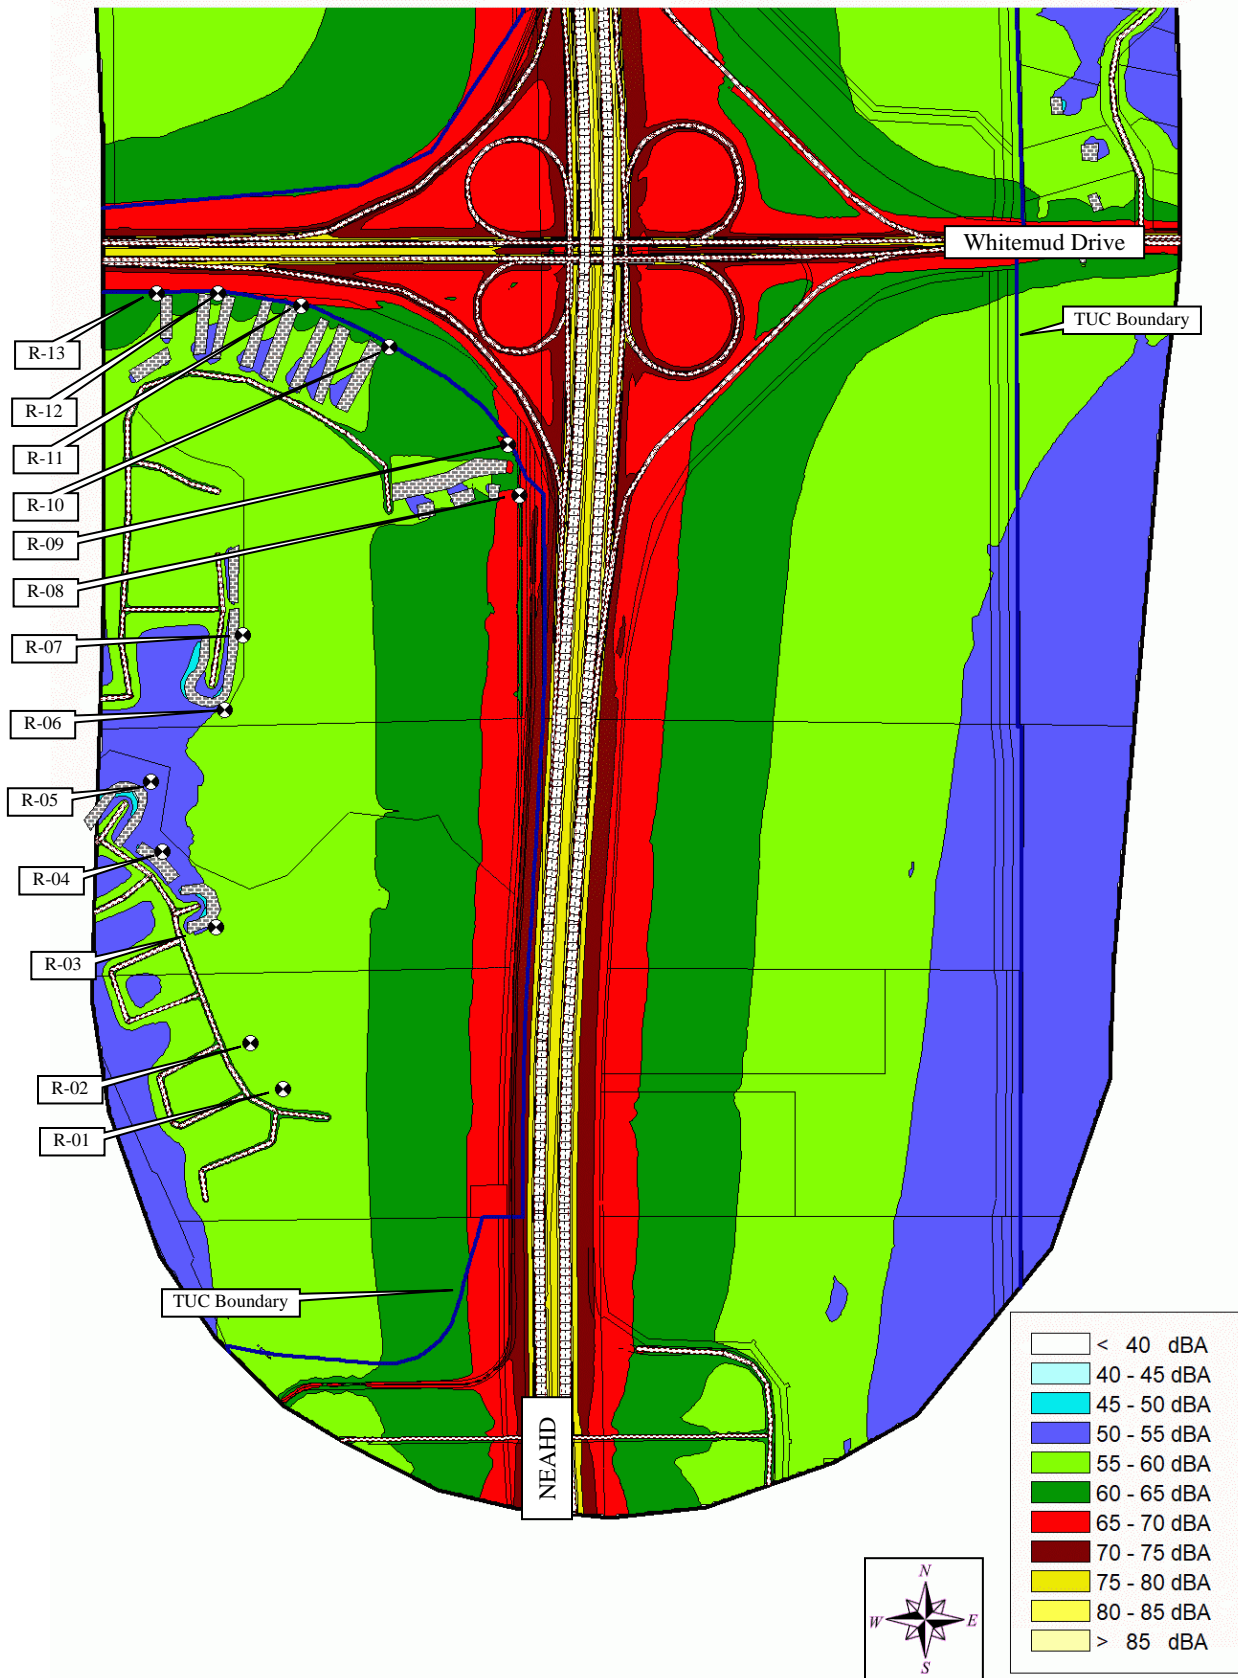 Whitemud Drive
TUC Boundary
R-13
R-12
R-11
R-10
R-09
R-08
R-07
R-06
R-05
R-04
R-03
R-02
R-01
TUC Boundary
NEAHD
< 40 dBA
40 - 45 dBA
45 - 50 dBA
50 - 55 dBA
55 - 60 dBA
60 - 65 dBA
65 - 70 dBA
70 - 75 dBA
75 - 80 dBA
80 - 85 dBA
> 85 dBA
N
W E
S